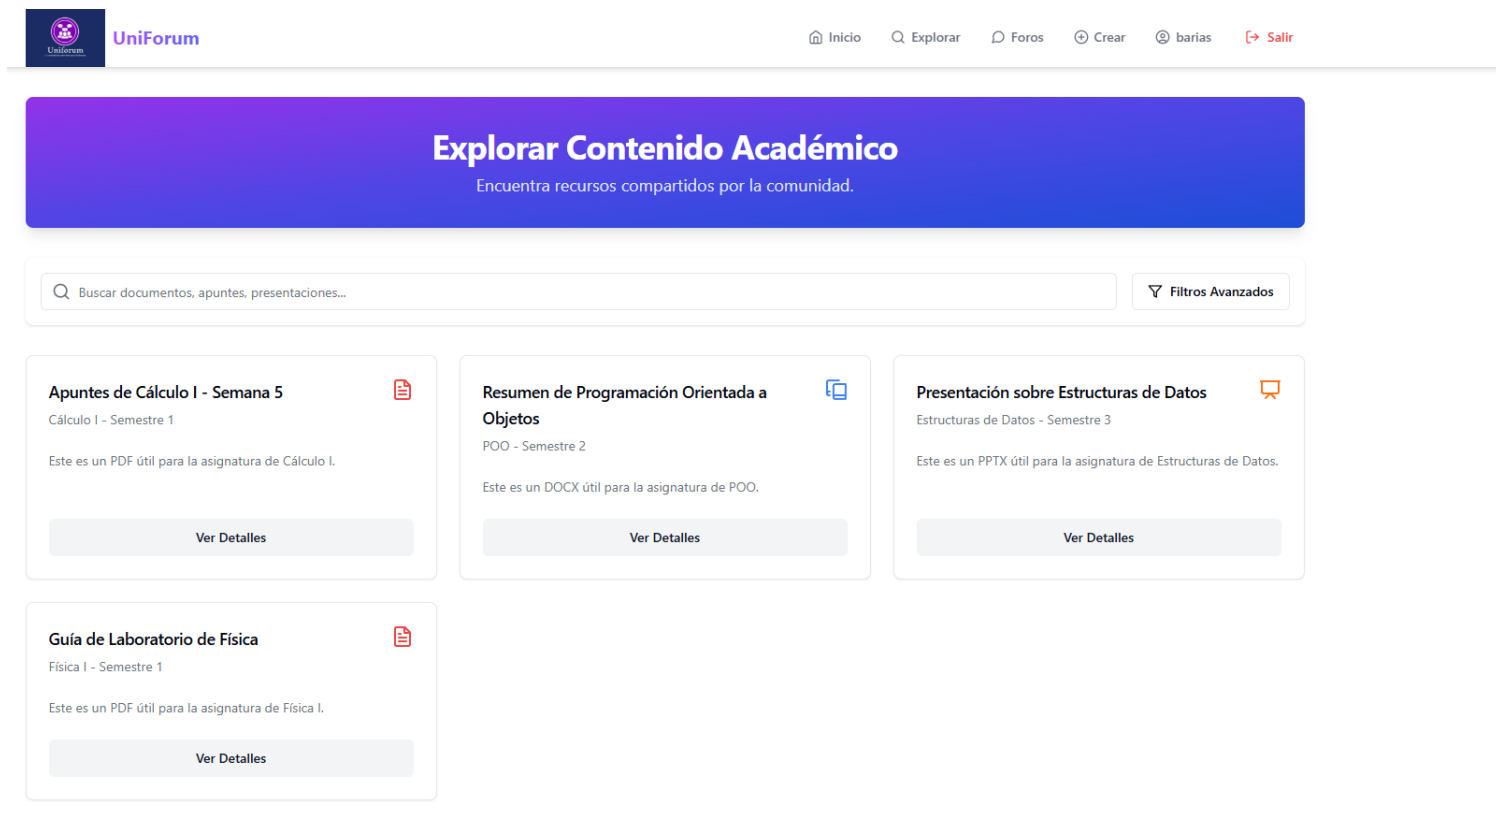 Uniforum
UniForum
Inicio
Explorar
Foros
Crear
barias
Salir
Explorar Contenido Académico
Encuentra recursos compartidos por la comunidad.
Buscar documentos, apuntes, presentaciones...
Filtros Avanzados
Apuntes de Cálculo I - Semana 5
Cálculo I - Semestre 1
Este es un PDF útil para la asignatura de Cálculo I.
Ver Detalles
Resumen de Programación Orientada a
Objetos
POO - Semestre 2
Este es un DOCX útil para la asignatura de POO.
Ver Detalles
Presentación sobre Estructuras de Datos
Estructuras de Datos - Semestre 3
Este es un PPTX útil para la asignatura de Estructuras de Datos.
Ver Detalles
Guía de Laboratorio de Física
Física I - Semestre 1
Este es un PDF útil para la asignatura de Física I.
Ver Detalles